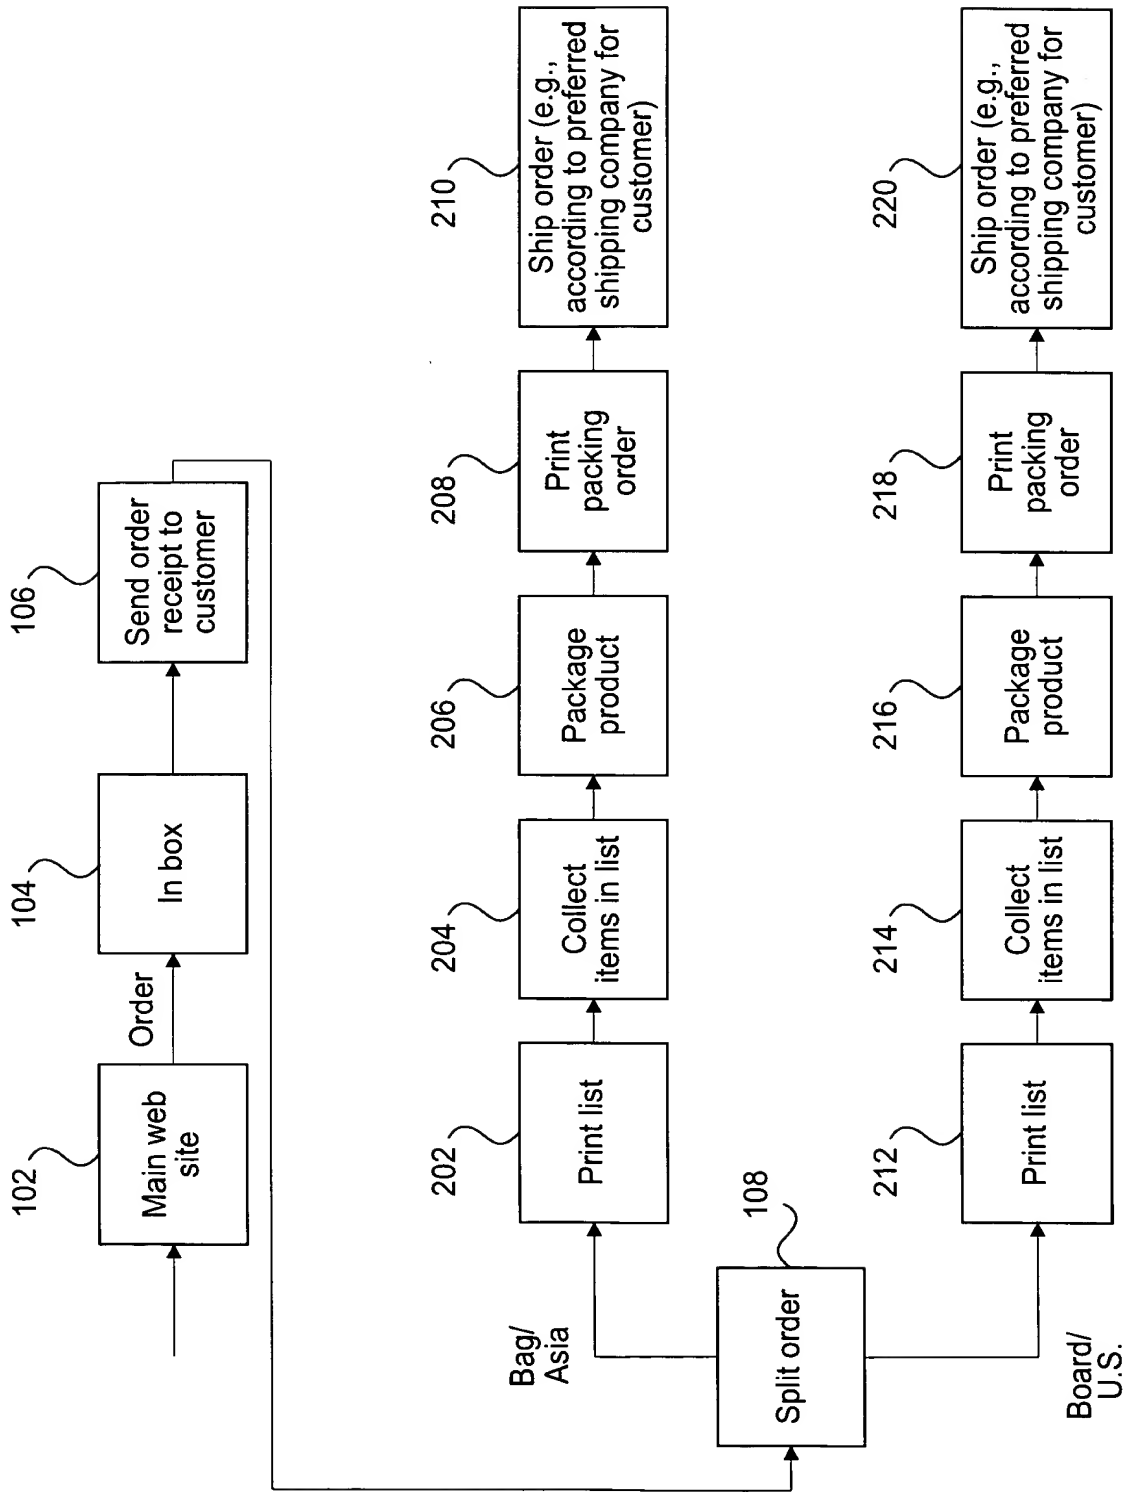 102
Main web
site
Order
104
In box
106
Send order
receipt to
customer
108
Split order
Bag/
Asia
202
Print list
204
Collect
items in list
206
Package
product
208
Print
packing
order
210
Ship order (e.g.,
according to preferred
shipping company for
customer)
Board/
U.S.
212
Print list
214
Collect
items in list
216
Package
product
218
Print
packing
order
220
Ship order (e.g.,
according to preferred
shipping company for
customer)